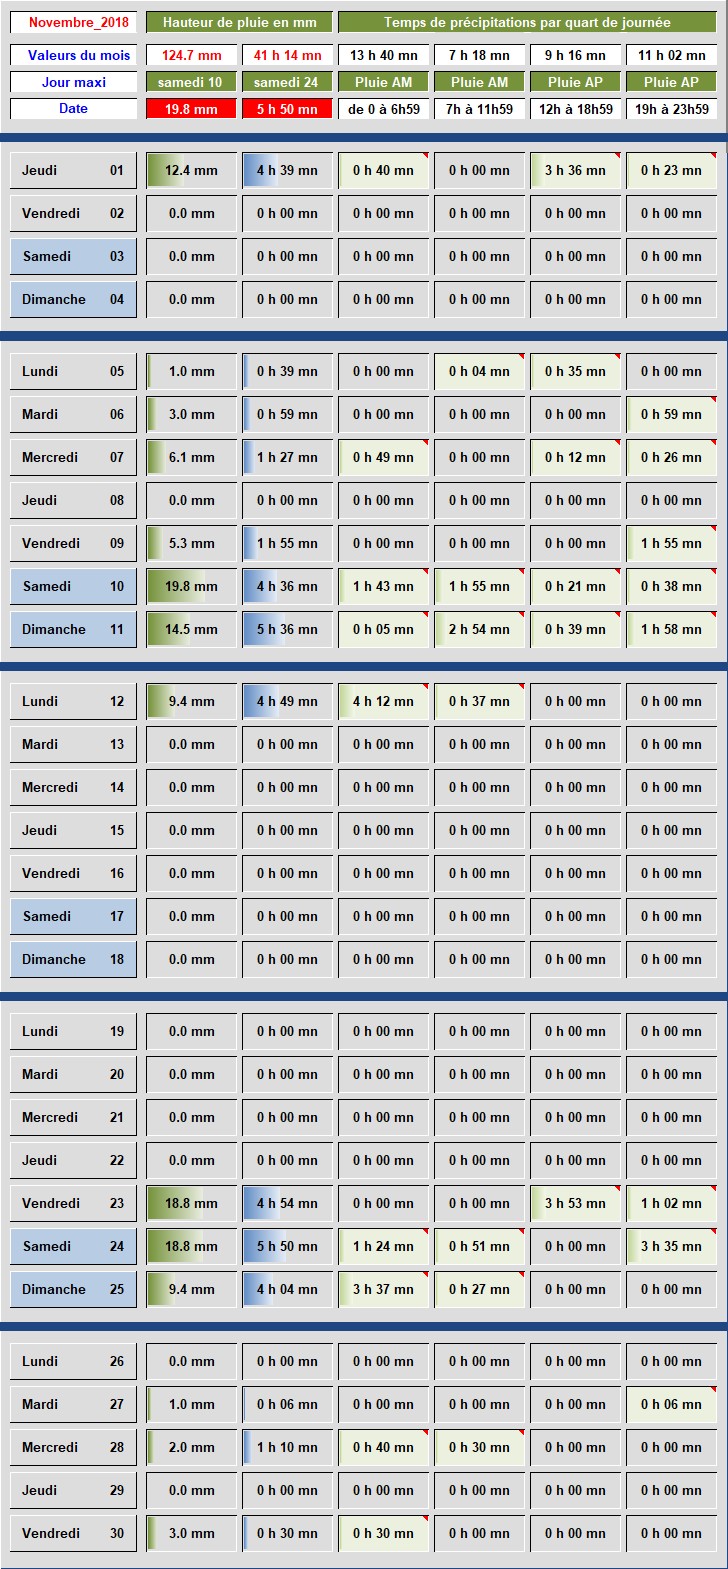 Novembre_2018 Hauteur de pluie en mm Temps de précipitations par quart de journée
Valeurs du mois 124.7 mm 41 h 14 mn 13 h 40 mn 7 h 18 mn 9 h 16 mn 11 h 02 mn
Jour maxi samedi 10 samedi 24 Pluie AM Pluie AM Pluie AP Pluie AP
Date 19.8 mm 5 h 50 mn de 0 à 6h59 7h à 11h59 12h à 18h59 19h à 23h59
Jeudi 01 12.4 mm 4 h 39 mn 0 h 40 mn 0 h 00 mn 3 h 36 mn 0 h 23 mn
Vendredi 02 0.0 mm 0 h 00 mn 0 h 00 mn 0 h 00 mn 0 h 00 mn 0 h 00 mn
Samedi 03 0.0 mm 0 h 00 mn 0 h 00 mn 0 h 00 mn 0 h 00 mn 0 h 00 mn
Dimanche 04 0.0 mm 0 h 00 mn 0 h 00 mn 0 h 00 mn 0 h 00 mn 0 h 00 mn
Lundi 05 1.0 mm 0 h 39 mn 0 h 00 mn 0 h 04 mn 0 h 35 mn 0 h 00 mn
Mardi 06 3.0 mm 0 h 59 mn 0 h 00 mn 0 h 00 mn 0 h 00 mn 0 h 59 mn
Mercredi 07 6.1 mm 1 h 27 mn 0 h 49 mn 0 h 00 mn 0 h 12 mn 0 h 26 mn
Jeudi 08 0.0 mm 0 h 00 mn 0 h 00 mn 0 h 00 mn 0 h 00 mn 0 h 00 mn
Vendredi 09 5.3 mm 1 h 55 mn 0 h 00 mn 0 h 00 mn 0 h 00 mn 1 h 55 mn
Samedi 10 19.8 mm 4 h 36 mn 1 h 43 mn 1 h 55 mn 0 h 21 mn 0 h 38 mn
Dimanche 11 14.5 mm 5 h 36 mn 0 h 05 mn 2 h 54 mn 0 h 39 mn 1 h 58 mn
Lundi 12 9.4 mm 4 h 49 mn 4 h 12 mn 0 h 37 mn 0 h 00 mn 0 h 00 mn
Mardi 13 0.0 mm 0 h 00 mn 0 h 00 mn 0 h 00 mn 0 h 00 mn 0 h 00 mn
Mercredi 14 0.0 mm 0 h 00 mn 0 h 00 mn 0 h 00 mn 0 h 00 mn 0 h 00 mn
Jeudi 15 0.0 mm 0 h 00 mn 0 h 00 mn 0 h 00 mn 0 h 00 mn 0 h 00 mn
Vendredi 16 0.0 mm 0 h 00 mn 0 h 00 mn 0 h 00 mn 0 h 00 mn 0 h 00 mn
Samedi 17 0.0 mm 0 h 00 mn 0 h 00 mn 0 h 00 mn 0 h 00 mn 0 h 00 mn
Dimanche 18 0.0 mm 0 h 00 mn 0 h 00 mn 0 h 00 mn 0 h 00 mn 0 h 00 mn
Lundi 19 0.0 mm 0 h 00 mn 0 h 00 mn 0 h 00 mn 0 h 00 mn 0 h 00 mn
Mardi 20 0.0 mm 0 h 00 mn 0 h 00 mn 0 h 00 mn 0 h 00 mn 0 h 00 mn
Mercredi 21 0.0 mm 0 h 00 mn 0 h 00 mn 0 h 00 mn 0 h 00 mn 0 h 00 mn
Jeudi 22 0.0 mm 0 h 00 mn 0 h 00 mn 0 h 00 mn 0 h 00 mn 0 h 00 mn
Vendredi 23 18.8 mm 4 h 54 mn 0 h 00 mn 0 h 00 mn 3 h 53 mn 1 h 02 mn
Samedi 24 18.8 mm 5 h 50 mn 1 h 24 mn 0 h 51 mn 0 h 00 mn 3 h 35 mn
Dimanche 25 9.4 mm 4 h 04 mn 3 h 37 mn 0 h 27 mn 0 h 00 mn 0 h 00 mn
Lundi 26 0.0 mm 0 h 00 mn 0 h 00 mn 0 h 00 mn 0 h 00 mn 0 h 00 mn
Mardi 27 1.0 mm 0 h 06 mn 0 h 00 mn 0 h 00 mn 0 h 00 mn 0 h 06 mn
Mercredi 28 2.0 mm 1 h 10 mn 0 h 40 mn 0 h 30 mn 0 h 00 mn 0 h 00 mn
Jeudi 29 0.0 mm 0 h 00 mn 0 h 00 mn 0 h 00 mn 0 h 00 mn 0 h 00 mn
Vendredi 30 3.0 mm 0 h 30 mn 0 h 30 mn 0 h 00 mn 0 h 00 mn 0 h 00 mn